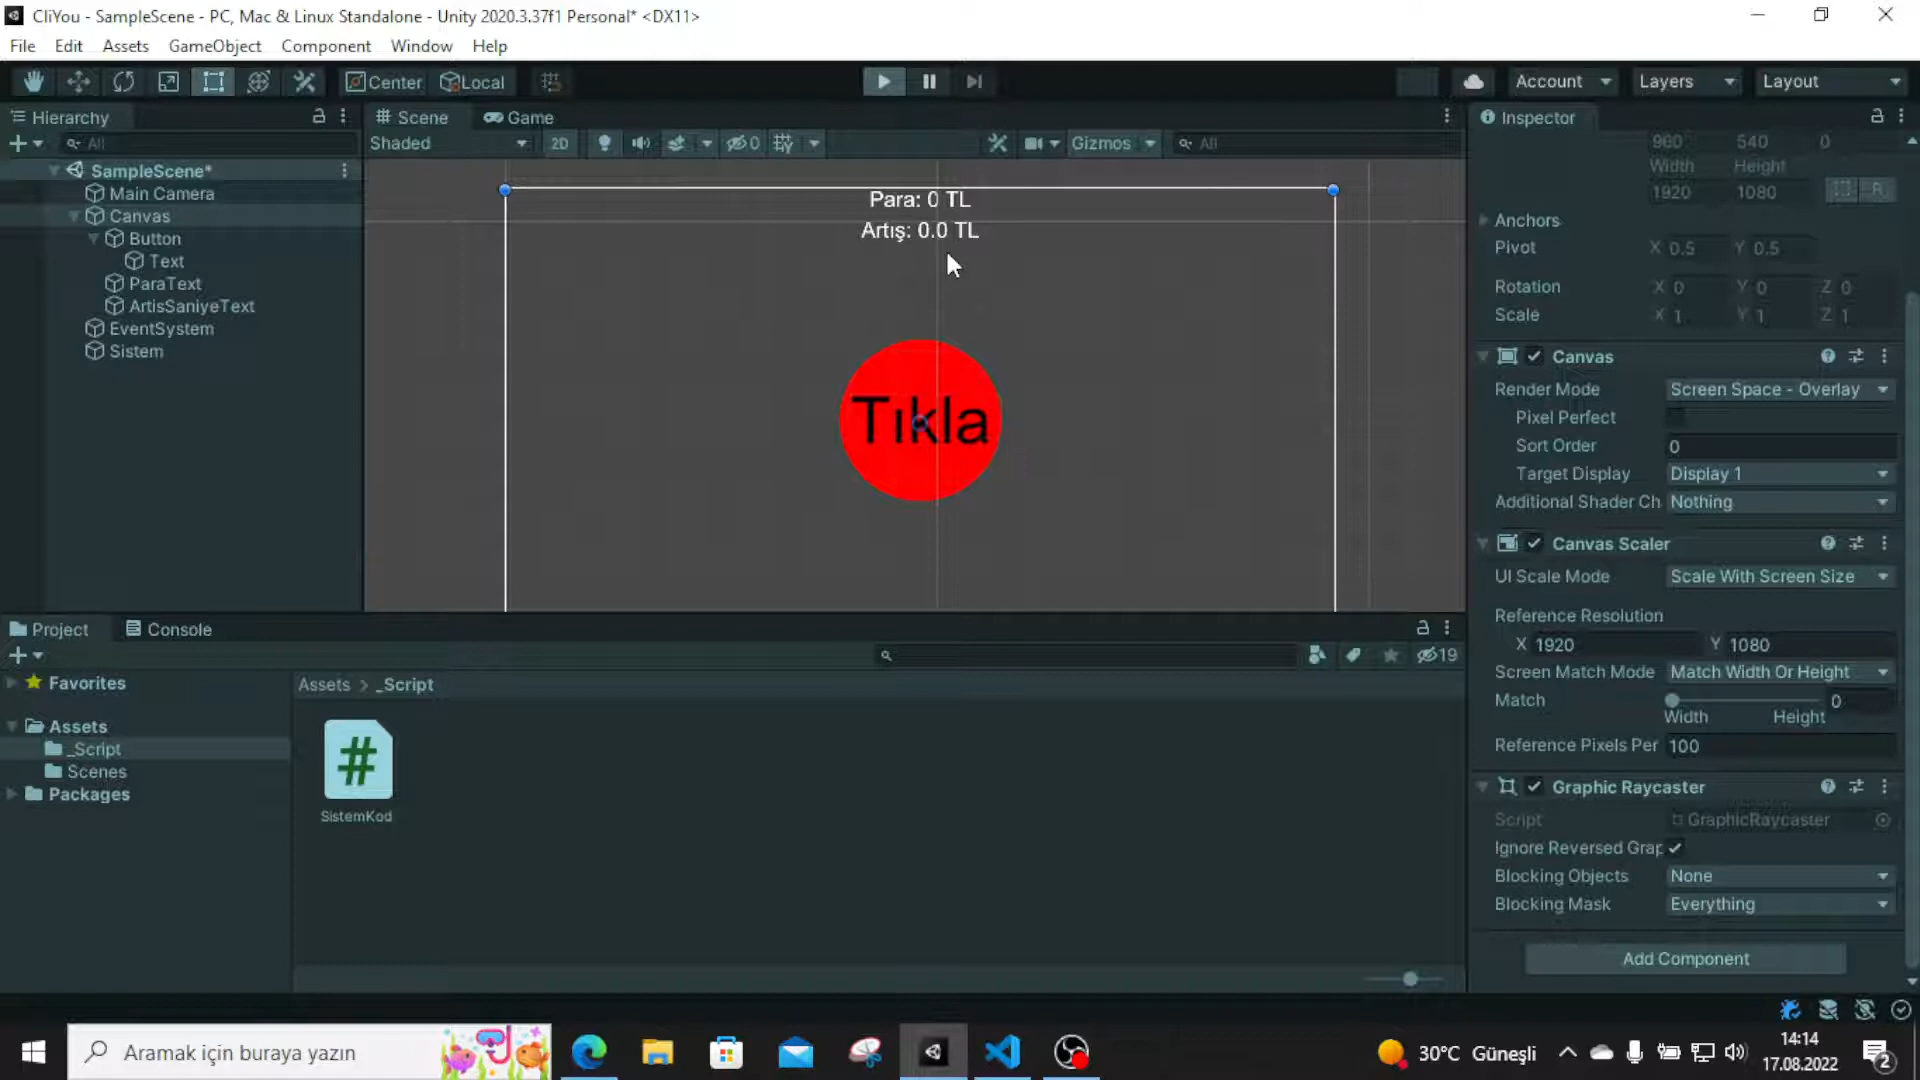 CliYou - SampleScene - PC, Mac & Linux Standalone - Unity 2020.3.37f1 Personal* <DX11>
File Edit Assets GameObject Component Window Help
Center Local Account Layers Layout
Hierarchy
All
SampleScene*
Main Camera
Canvas
Button
Text
ParaText
ArtisSaniyeText
EventSystem
Sistem
Scene Game
Shaded 2D 0 Gizmos All
Para: 0 TL
Artış: 0.0 TL
Tıkla
Inspector
960 540 0
Width Height
1920 1080 R
Anchors
Pivot X 0.5 Y 0.5
Rotation X 0 Y 0 Z 0
Scale X 1 Y 1 Z 1
Canvas
Render Mode Screen Space - Overlay
Pixel Perfect
Sort Order 0
Target Display Display 1
Additional Shader Ch Nothing
Canvas Scaler
UI Scale Mode Scale With Screen Size
Reference Resolution
X 1920 Y 1080
Screen Match Mode Match Width Or Height
Match 0
Width Height
Reference Pixels Per 100
Graphic Raycaster
Script GraphicRaycaster
Ignore Reversed Grap
Blocking Objects None
Blocking Mask Everything
Add Component
Project Console
19
Favorites
Assets
_Script
Scenes
Packages
Assets > _Script
#
SistemKod
Aramak için buraya yazın
30°C Güneşli
14:14
17.08.2022
2